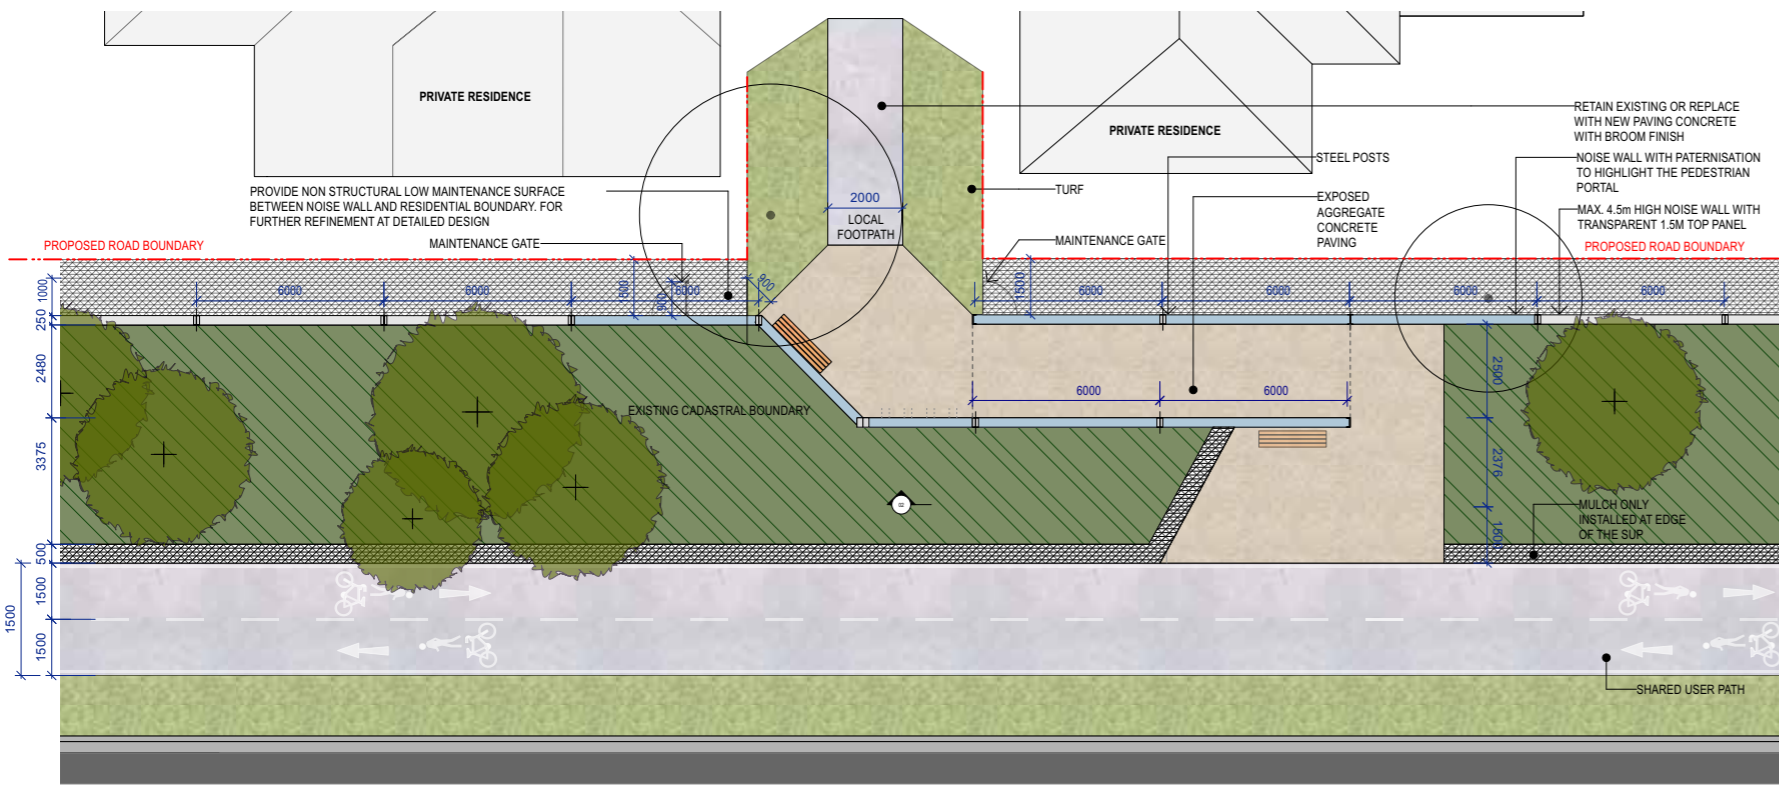 PRIVATE RESIDENCE
PRIVATE RESIDENCE
RETAIN EXISTING OR REPLACE
WITH NEW PAVING CONCRETE
WITH BROOM FINISH
STEEL POSTS
NOISE WALL WITH PATERNISATION
TO HIGHLIGHT THE PEDESTRIAN
PORTAL
PROVIDE NON STRUCTURAL LOW MAINTENANCE SURFACE
BETWEEN NOISE WALL AND RESIDENTIAL BOUNDARY. FOR
FURTHER REFINEMENT AT DETAILED DESIGN
2000
LOCAL
FOOTPATH
TURF
EXPOSED
AGGREGATE
CONCRETE
PAVING
MAX. 4.5m HIGH NOISE WALL WITH
TRANSPARENT 1.5M TOP PANEL
PROPOSED ROAD BOUNDARY
MAINTENANCE GATE
MAINTENANCE GATE
PROPOSED ROAD BOUNDARY
1000
6000
6000
1500
900
6000
900
1500
6000
6000
6000
6000
250
2480
6000
6000
2500
EXISTING CADASTRAL BOUNDARY
3375
2376
02
MULCH ONLY
INSTALLED AT EDGE
OF THE SUP
1500
500
1500
1500
1500
SHARED USER PATH